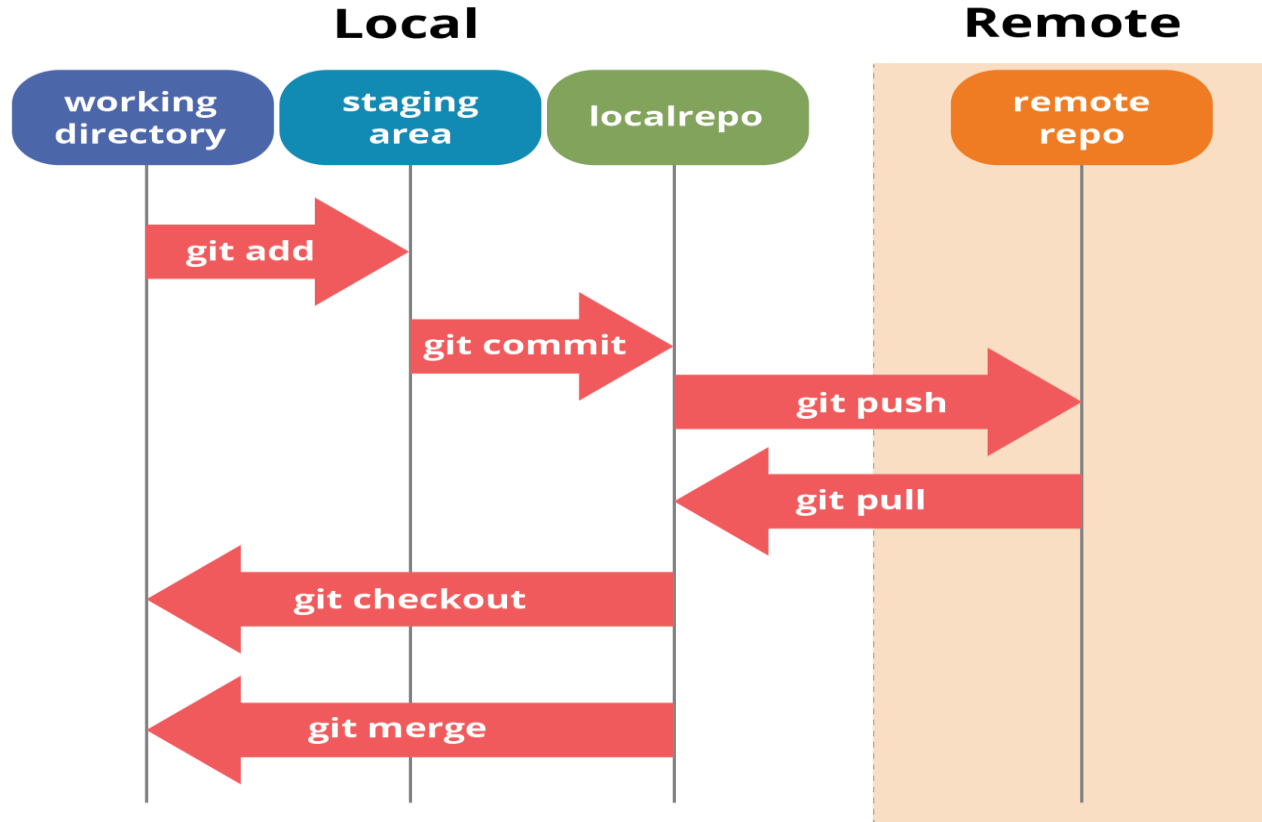 Local
Remote
working
directory
staging
area
localrepo
remote
repo
git add
git commit
git push
git pull
git checkout
git merge